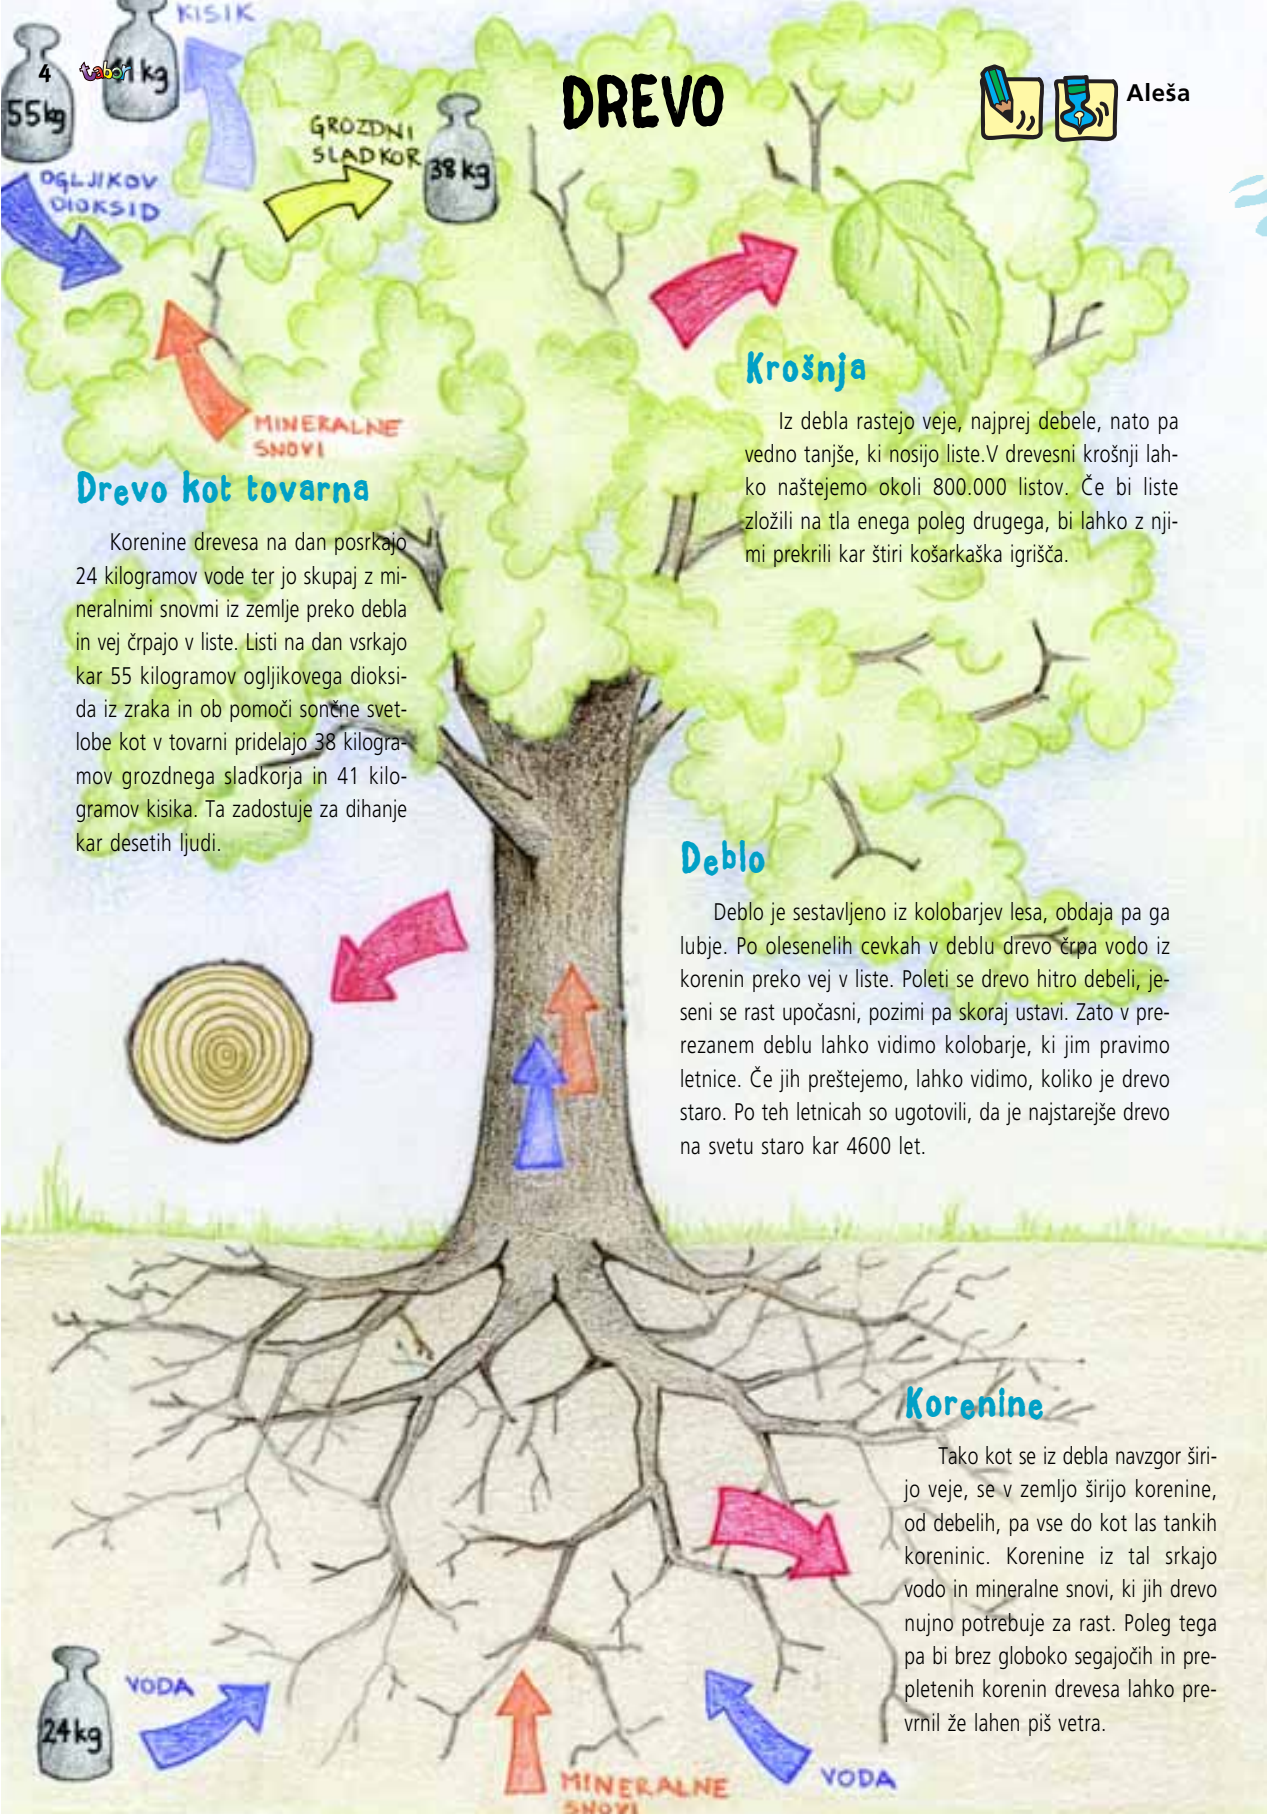 KISIK
4 tabor 41 kg
DREVO
Aleša
55 kg
GROZDNI
SLADKOR
38 kg
OGLJIKOV
DIOKSID
MINERALNE
SNOVI
Krošnja
Iz debla rastejo veje, najprej debele, nato pa
vedno tanjše, ki nosijo liste.V drevesni krošnji lah-
ko naštejemo okoli 800.000 listov. Če bi liste
zložili na tla enega poleg drugega, bi lahko z nji-
mi prekrili kar štiri košarkaška igrišča.
Drevo kot tovarna
Korenine drevesa na dan posrkajo
24 kilogramov vode ter jo skupaj z mi-
neralnimi snovmi iz zemlje preko debla
in vej črpajo v liste. Listi na dan vsrkajo
kar 55 kilogramov ogljikovega dioksi-
da iz zraka in ob pomoči sončne svet-
lobe kot v tovarni pridelajo 38 kilogra-
mov grozdnega sladkorja in 41 kilo-
gramov kisika. Ta zadostuje za dihanje
kar desetih ljudi.
Deblo
Deblo je sestavljeno iz kolobarjev lesa, obdaja pa ga
lubje. Po olesenelih cevkah v deblu drevo črpa vodo iz
korenin preko vej v liste. Poleti se drevo hitro debeli, je-
seni se rast upočasni, pozimi pa skoraj ustavi. Zato v pre-
rezanem deblu lahko vidimo kolobarje, ki jim pravimo
letnice. Če jih preštejemo, lahko vidimo, koliko je drevo
staro. Po teh letnicah so ugotovili, da je najstarejše drevo
na svetu staro kar 4600 let.
Korenine
Tako kot se iz debla navzgor širi-
jo veje, se v zemljo širijo korenine,
od debelih, pa vse do kot las tankih
koreninic. Korenine iz tal srkajo
vodo in mineralne snovi, ki jih drevo
nujno potrebuje za rast. Poleg tega
pa bi brez globoko segajočih in pre-
pletenih korenin drevesa lahko pre-
vrnil že lahen piš vetra.
VODA
24 kg
MINERALNE
SNOVI
VODA